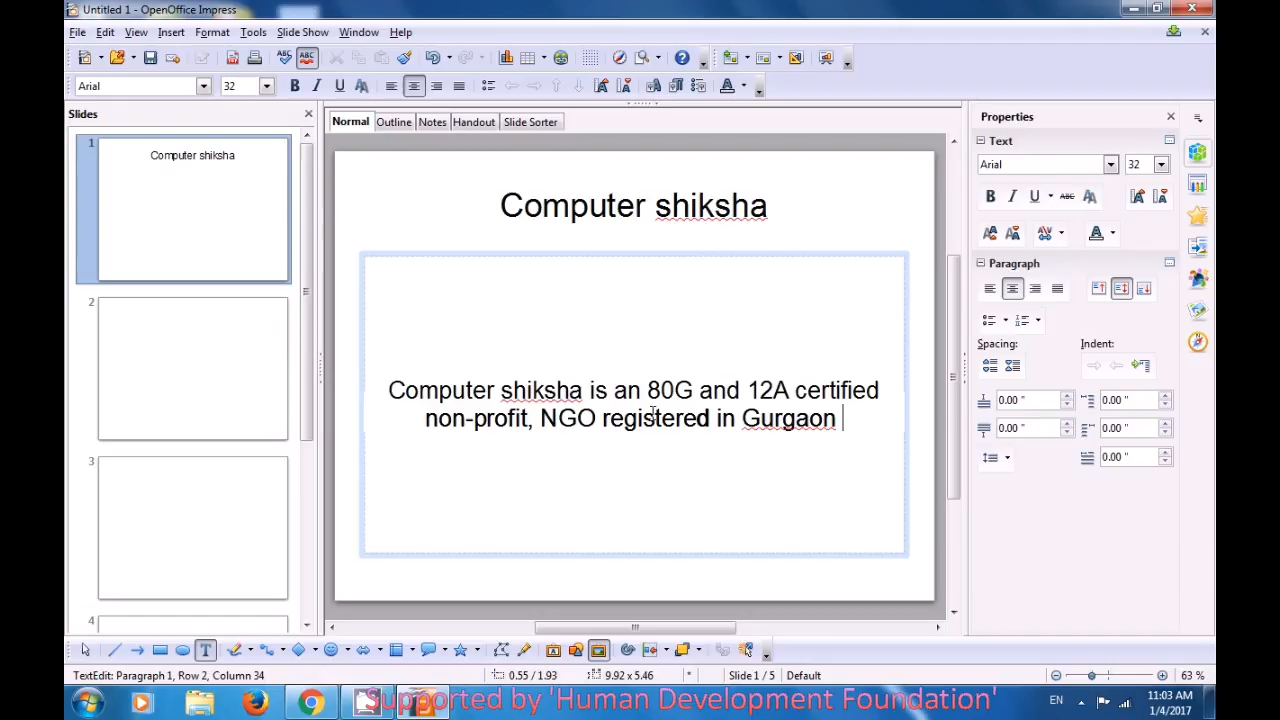 Untitled 1 - OpenOffice Impress
File Edit View Insert Format Tools Slide Show Window Help
Arial 32
Slides
Normal Outline Notes Handout Slide Sorter
Properties
1
Computer shiksha
2
3
4
Computer shiksha
Computer shiksha is an 80G and 12A certified
non-profit, NGO registered in Gurgaon
Text
Arial 32
Paragraph
Spacing: Indent:
0.00 " 0.00 "
0.00 " 0.00 "
0.00 "
TextEdit: Paragraph 1, Row 2, Column 34 0.55 / 1.93 9.92 x 5.46 * Slide 1 / 5 Default 63 %
Supported by 'Human Development Foundation'
EN
11:03 AM
1/4/2017